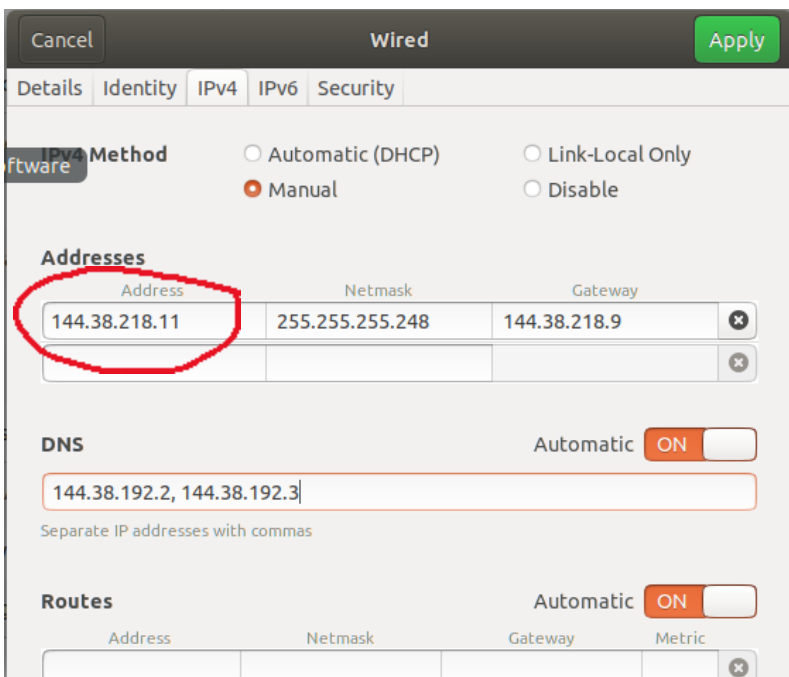 Cancel Wired Apply
Details Identity IPv4 IPv6 Security
IPv4 Method Automatic (DHCP) Link-Local Only
oftware
Manual Disable
Addresses
Address Netmask Gateway
144.38.218.11 255.255.255.248 144.38.218.9
DNS Automatic ON
144.38.192.2, 144.38.192.3
Separate IP addresses with commas
Routes Automatic ON
Address Netmask Gateway Metric